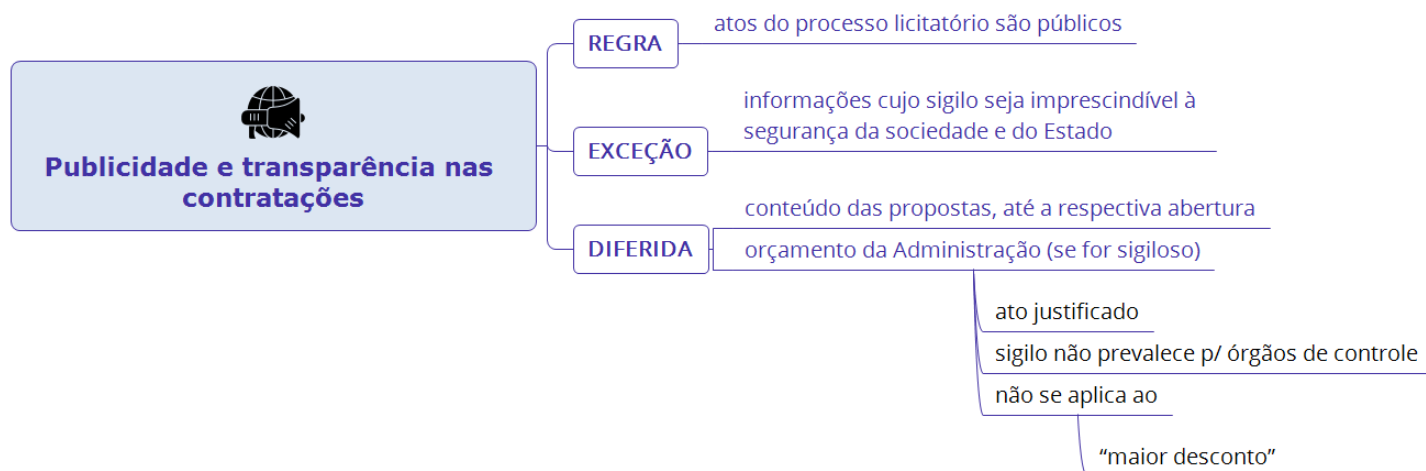 Publicidade e transparência nas
contratações
REGRA
atos do processo licitatório são públicos
EXCEÇÃO
informações cujo sigilo seja imprescindível à
segurança da sociedade e do Estado
DIFERIDA
conteúdo das propostas, até a respectiva abertura
orçamento da Administração (se for sigiloso)
ato justificado
sigilo não prevalece p/ órgãos de controle
não se aplica ao
“maior desconto”